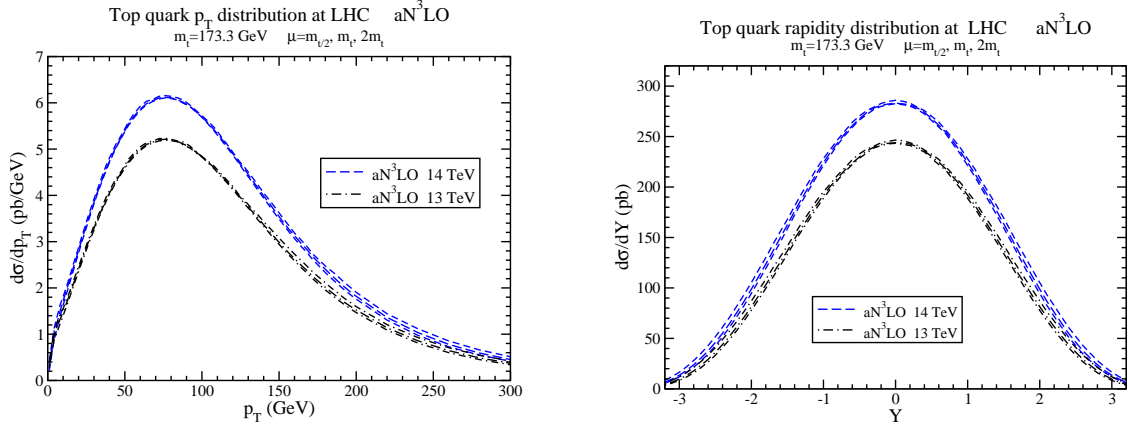 Top quark p_T distribution at LHC aN³LO
m_t=173.3 GeV μ=m_{t/2}, m_t, 2m_t
7
6
5
4
3
2
1
0
dσ/dp_T (pb/GeV)
aN³LO 14 TeV
aN³LO 13 TeV
0
50
100
150
200
250
300
p_T (GeV)
Top quark rapidity distribution at LHC aN³LO
m_t=173.3 GeV μ=m_{t/2}, m_t, 2m_t
300
250
200
150
100
50
0
dσ/dY (pb)
aN³LO 14 TeV
aN³LO 13 TeV
-3
-2
-1
0
1
2
3
Y